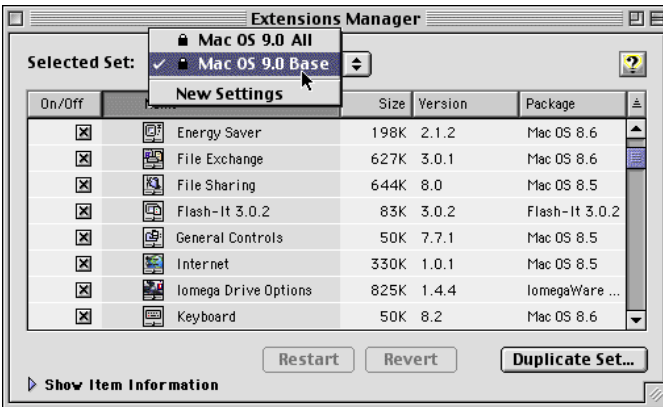 Extensions Manager
Selected Set:
Mac OS 9.0 All
✓ Mac OS 9.0 Base
New Settings
?
On/Off Size Version Package
Energy Saver 198K 2.1.2 Mac OS 8.6
File Exchange 627K 3.0.1 Mac OS 8.6
File Sharing 644K 8.0 Mac OS 8.5
Flash-It 3.0.2 83K 3.0.2 Flash-It 3.0.2
General Controls 50K 7.7.1 Mac OS 8.5
Internet 330K 1.0.1 Mac OS 8.5
Iomega Drive Options 825K 1.4.4 IomegaWare ...
Keyboard 50K 8.2 Mac OS 8.6
Restart Revert Duplicate Set...
Show Item Information